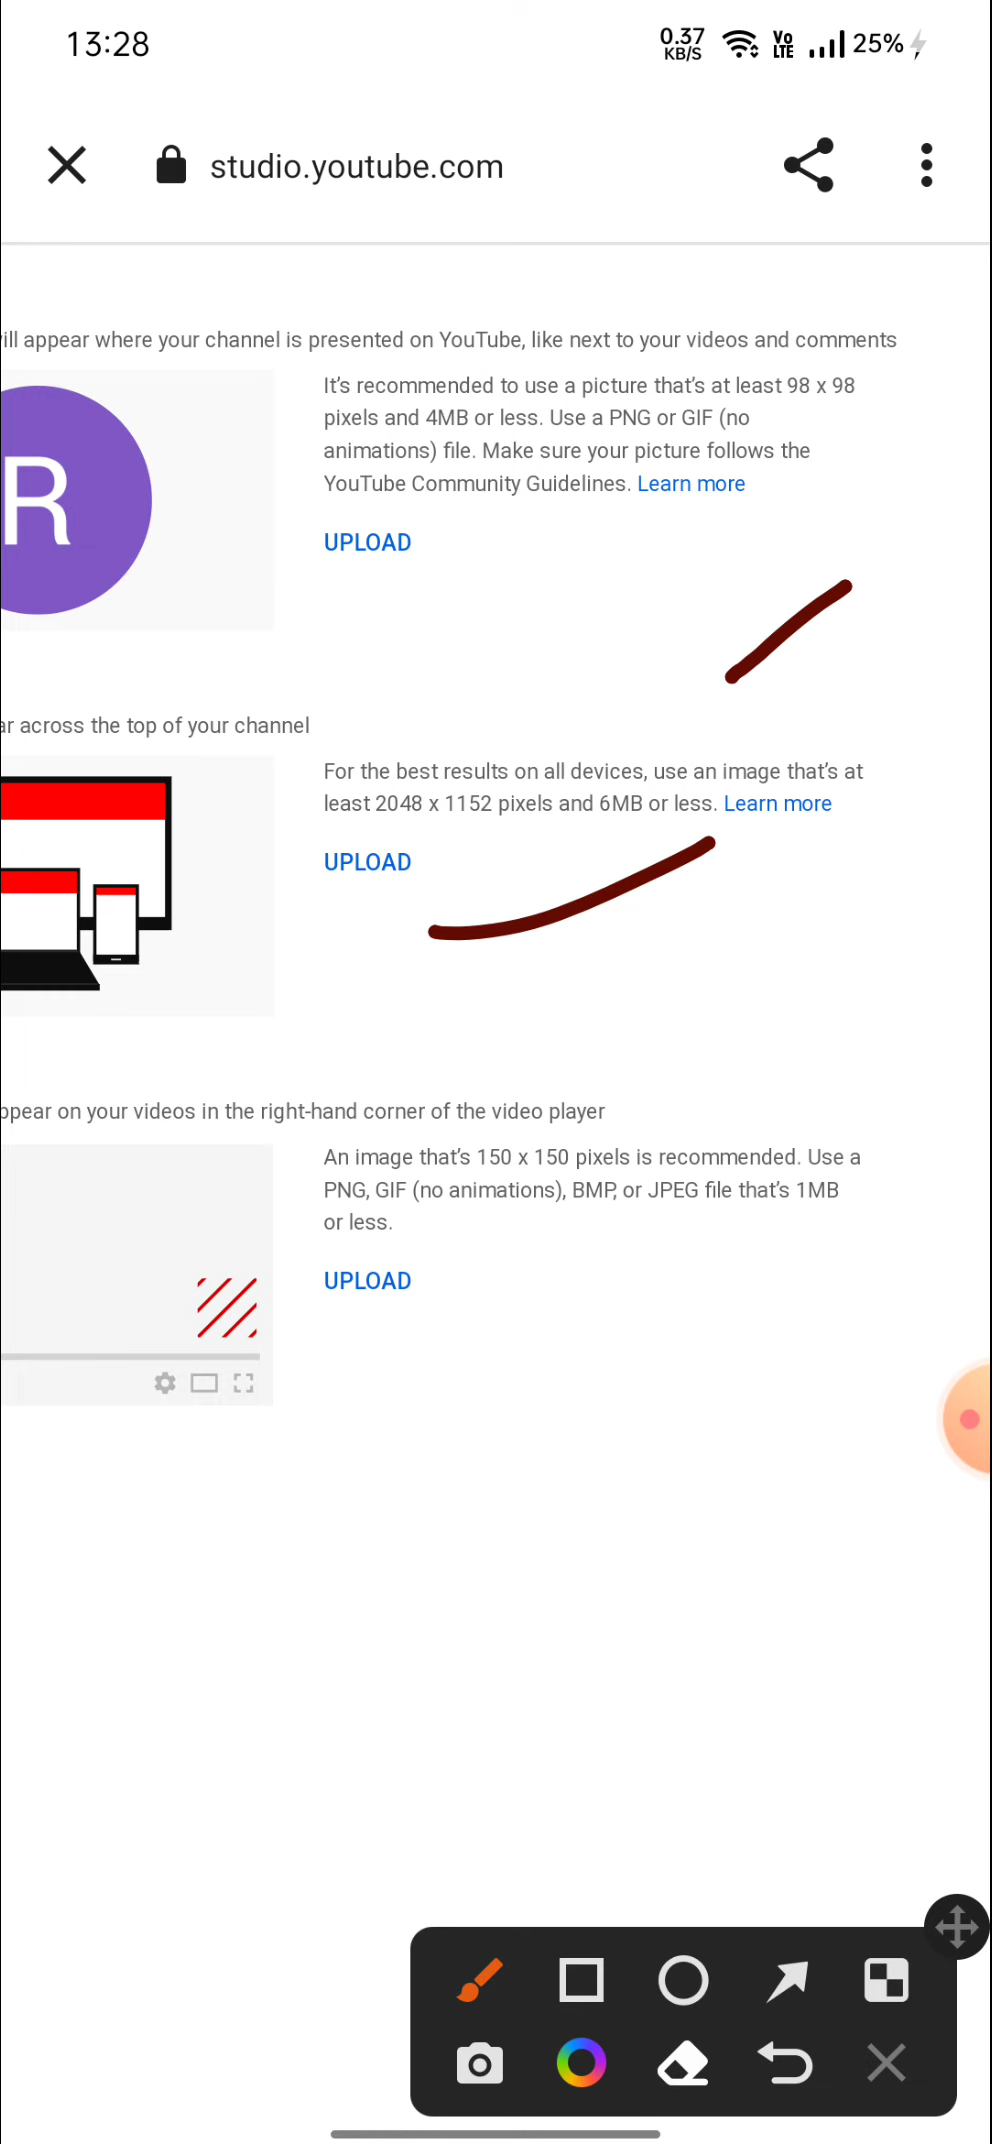 13:28
0.37
KB/S
Vo
LTE
25%
studio.youtube.com
ill appear where your channel is presented on YouTube, like next to your videos and comments
R
It's recommended to use a picture that's at least 98 x 98
pixels and 4MB or less. Use a PNG or GIF (no
animations) file. Make sure your picture follows the
YouTube Community Guidelines. Learn more
UPLOAD
ar across the top of your channel
For the best results on all devices, use an image that's at
least 2048 x 1152 pixels and 6MB or less. Learn more
UPLOAD
ppear on your videos in the right-hand corner of the video player
An image that's 150 x 150 pixels is recommended. Use a
PNG, GIF (no animations), BMP, or JPEG file that's 1MB
or less.
UPLOAD